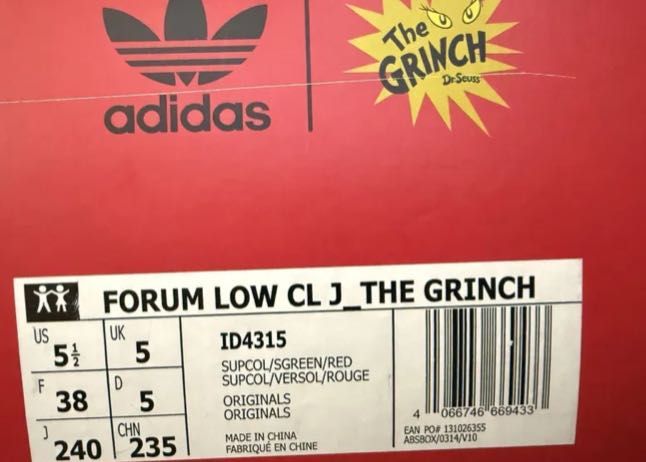 adidas
The
GRINCH
Dr.Seuss
FORUM LOW CL J_THE GRINCH
US 5½
UK 5
F 38
D 5
J 240
CHN 235
ID4315
SUPCOL/SGREEN/RED
SUPCOL/VERSOL/ROUGE
ORIGINALS
ORIGINALS
MADE IN CHINA
FABRIQUÉ EN CHINE
4 066746 669433
EAN PO# 131026355
ABSBOX/0314/V10